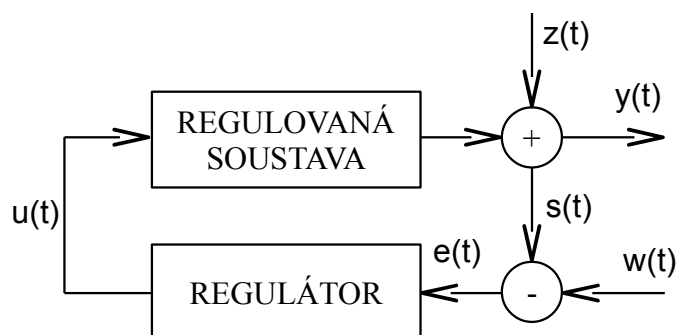 z(t)
y(t)
REGULOVANÁ
SOUSTAVA
+
u(t)
s(t)
e(t)
w(t)
REGULÁTOR
-